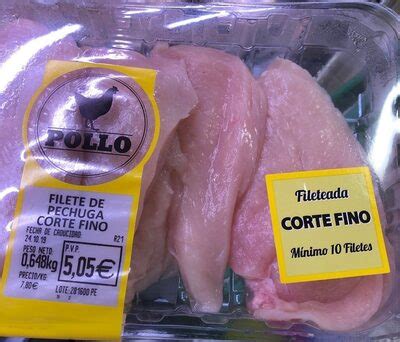 POLLO
FILETE DE
PECHUGA
CORTE FINO
FECHA DE CADUCIDAD
24.10.19
R21
PESO NETO
0,648kg
P.V.P.
5,05€
PRECIO/KG
7,80€
LOTE:281600 PE
Fileteada
CORTE FINO
Mínimo 10 Filetes